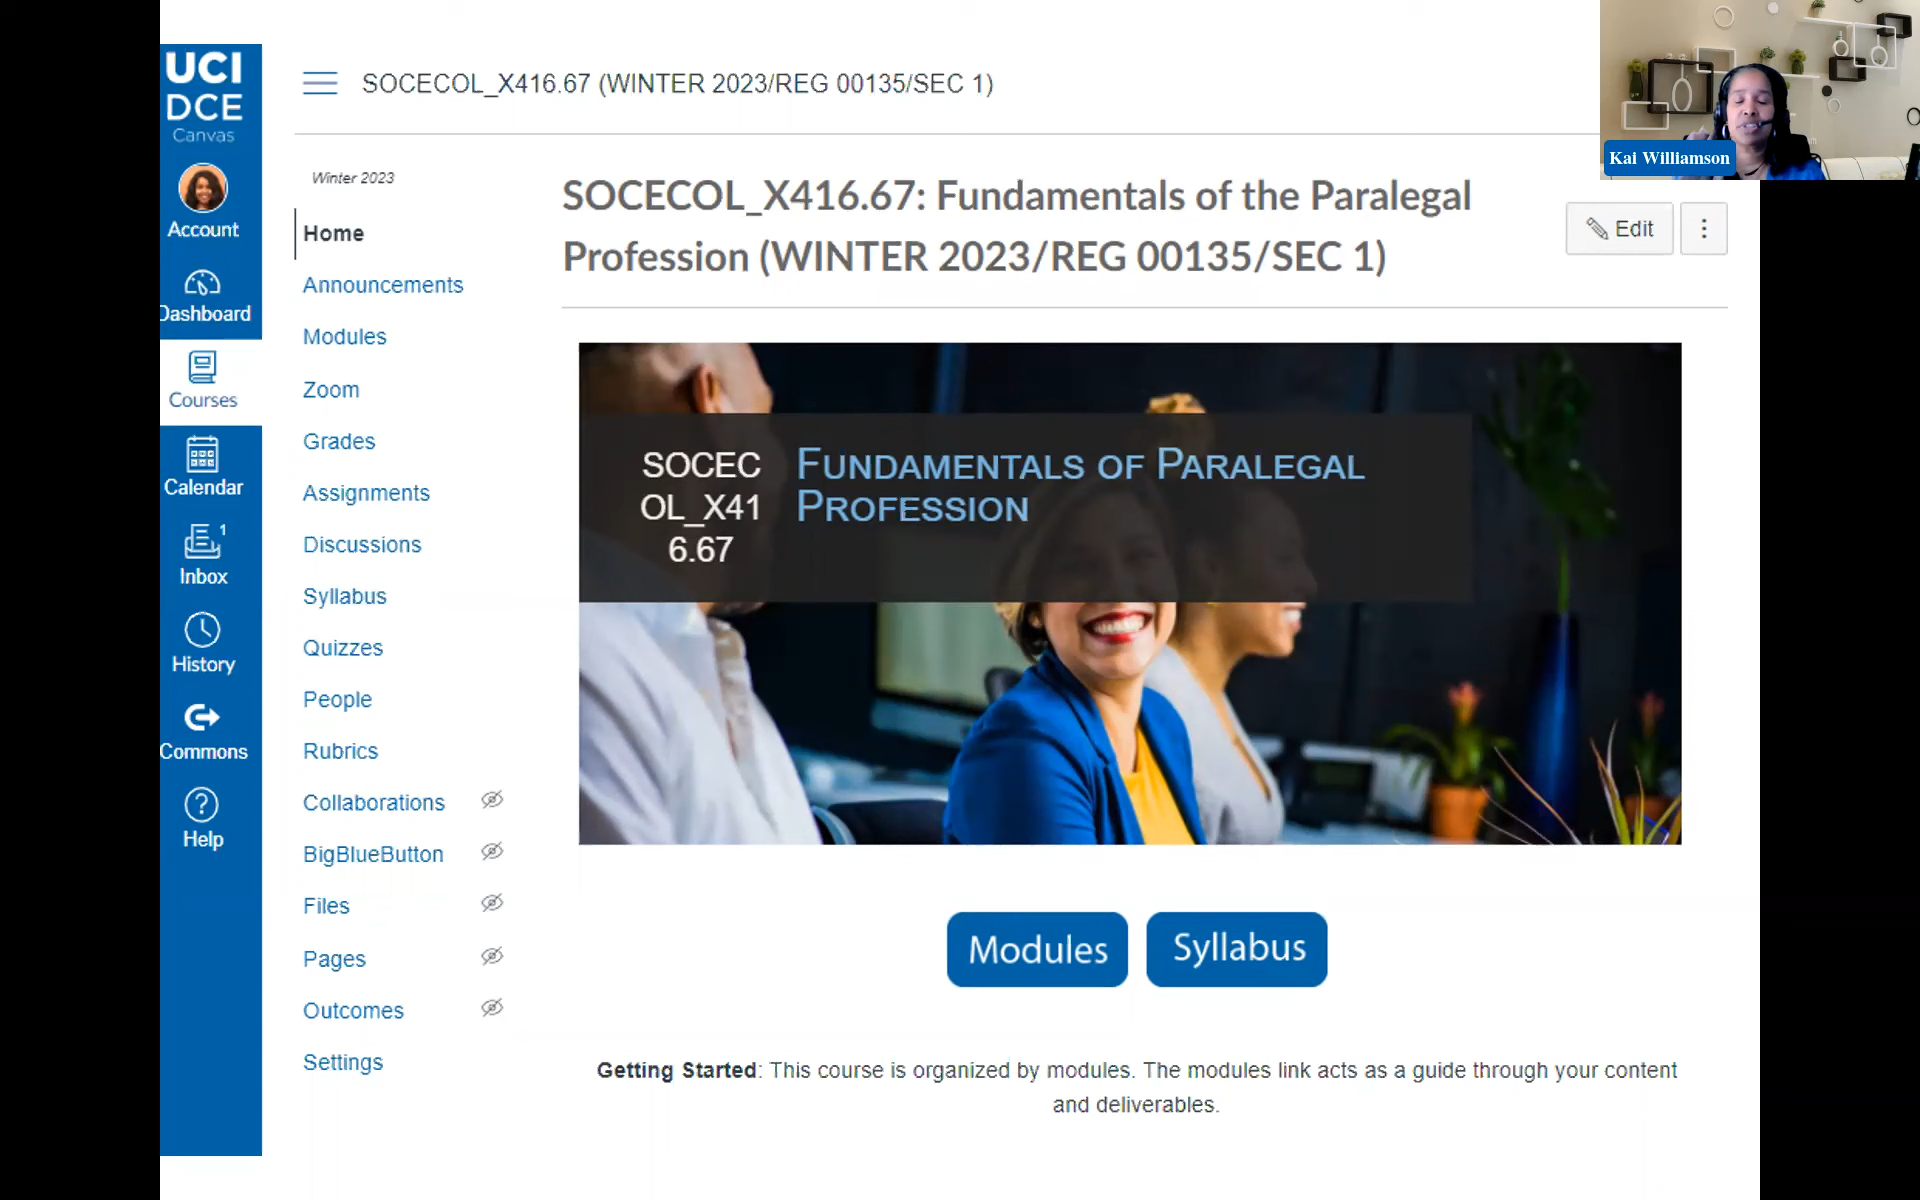 UCI
DCE
Canvas
Account
Dashboard
Courses
Calendar
1
Inbox
History
Commons
Help
SOCECOL_X416.67 (WINTER 2023/REG 00135/SEC 1)
Winter 2023
Home
Announcements
Modules
Zoom
Grades
Assignments
Discussions
Syllabus
Quizzes
People
Rubrics
Collaborations
BigBlueButton
Files
Pages
Outcomes
Settings
SOCECOL_X416.67: Fundamentals of the Paralegal
Profession (WINTER 2023/REG 00135/SEC 1)
Edit
SOCEC
OL_X41
6.67
FUNDAMENTALS OF PARALEGAL
PROFESSION
Modules
Syllabus
Getting Started: This course is organized by modules. The modules link acts as a guide through your content
and deliverables.
Kai Williamson